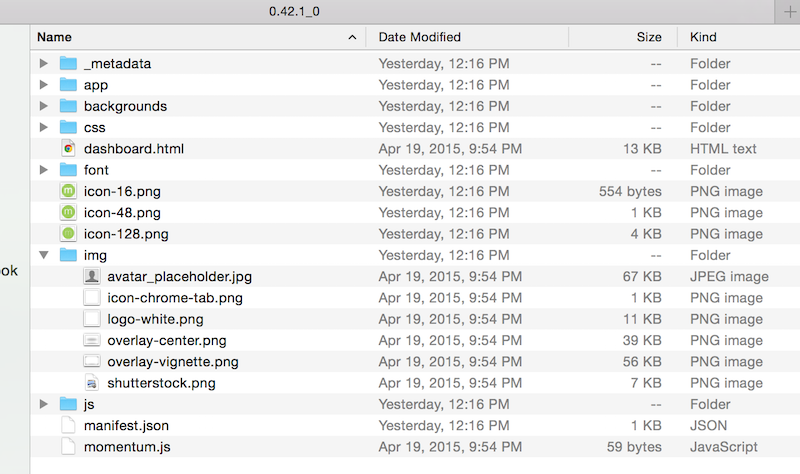 0.42.1_0
Name Date Modified Size Kind
_metadata Yesterday, 12:16 PM -- Folder
app Yesterday, 12:16 PM -- Folder
backgrounds Yesterday, 12:16 PM -- Folder
css Yesterday, 12:16 PM -- Folder
dashboard.html Apr 19, 2015, 9:54 PM 13 KB HTML text
font Yesterday, 12:16 PM -- Folder
icon-16.png Yesterday, 12:16 PM 554 bytes PNG image
icon-48.png Yesterday, 12:16 PM 1 KB PNG image
icon-128.png Yesterday, 12:16 PM 4 KB PNG image
img Yesterday, 12:16 PM -- Folder
ook
avatar_placeholder.jpg Apr 19, 2015, 9:54 PM 67 KB JPEG image
icon-chrome-tab.png Apr 19, 2015, 9:54 PM 1 KB PNG image
logo-white.png Apr 19, 2015, 9:54 PM 11 KB PNG image
overlay-center.png Apr 19, 2015, 9:54 PM 39 KB PNG image
overlay-vignette.png Apr 19, 2015, 9:54 PM 56 KB PNG image
shutterstock.png Apr 19, 2015, 9:54 PM 7 KB PNG image
js Yesterday, 12:16 PM -- Folder
manifest.json Yesterday, 12:16 PM 1 KB JSON
momentum.js Apr 19, 2015, 9:54 PM 59 bytes JavaScript